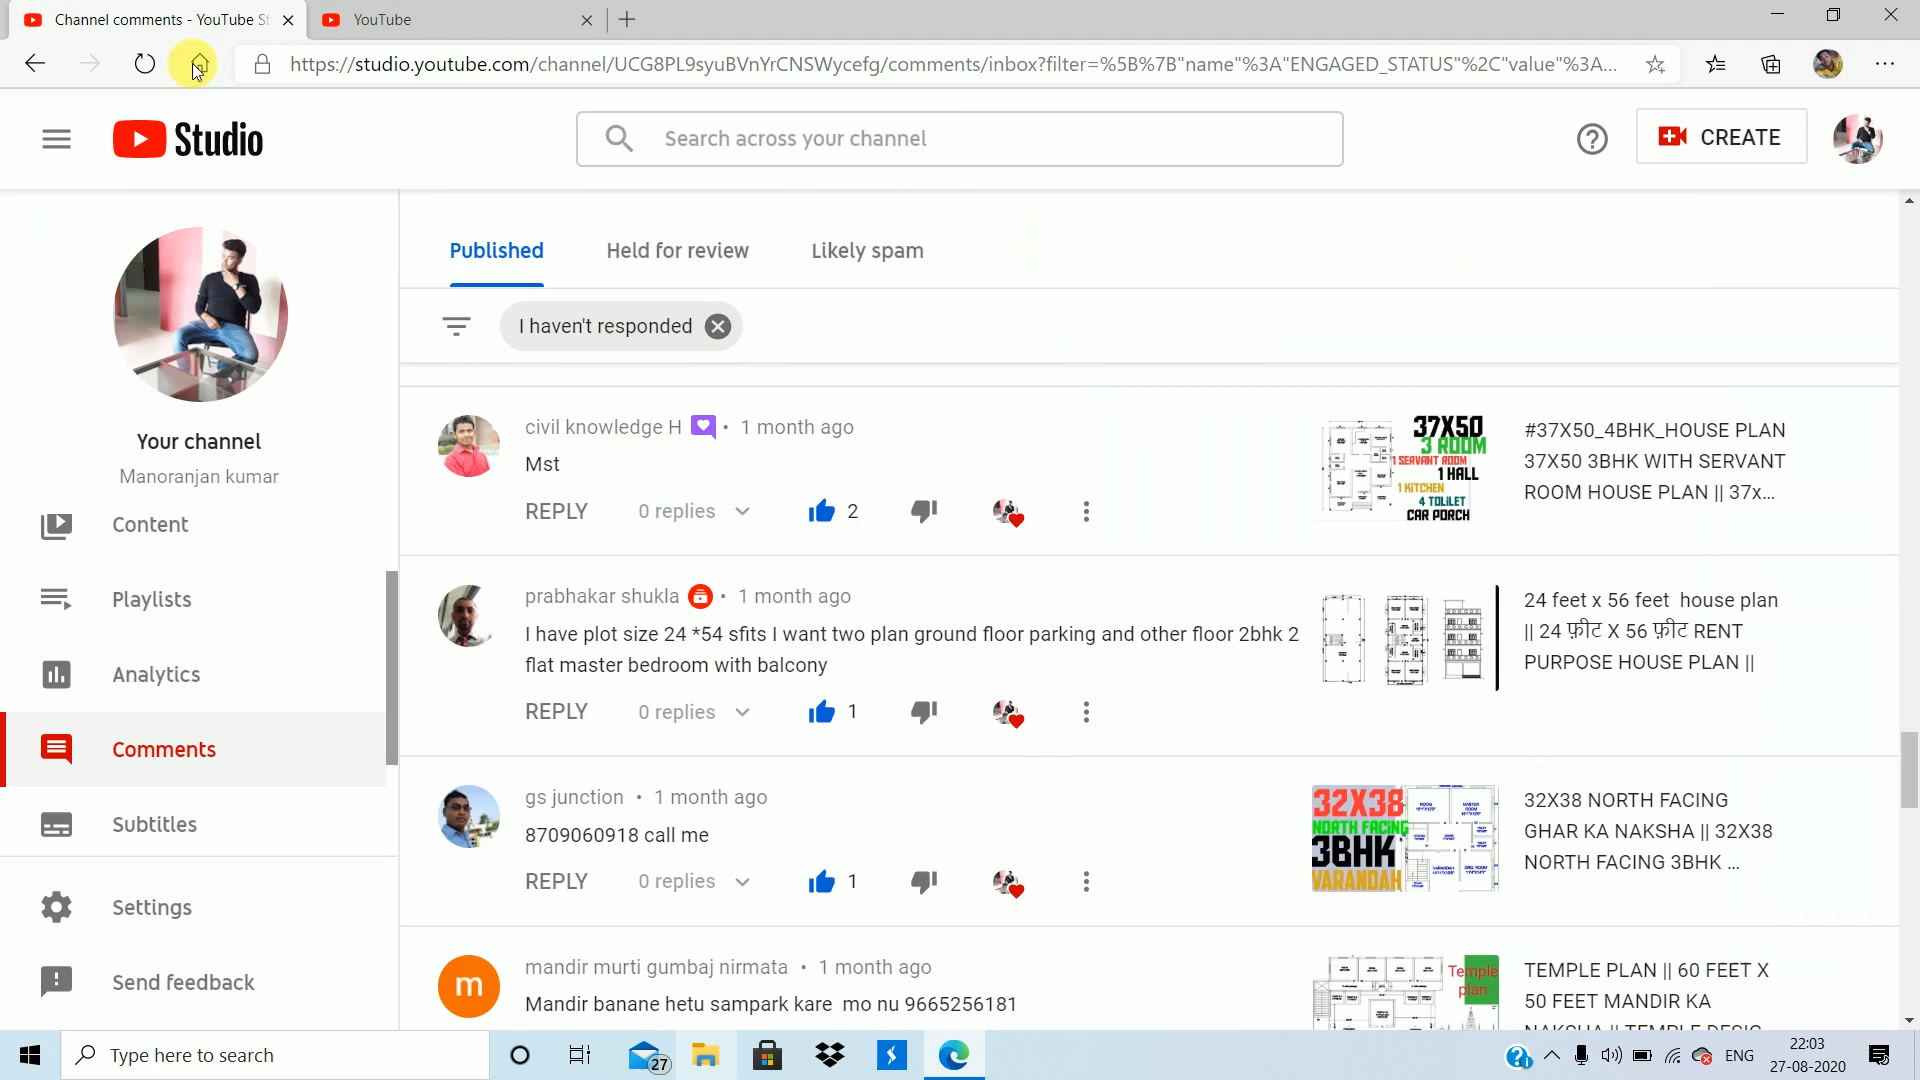 Channel comments - YouTube St
YouTube
https://studio.youtube.com/channel/UCG8PL9syuBVnYrCNSWycefg/comments/inbox?filter=%5B%7B"name"%3A"ENGAGED_STATUS"%2C"value"%3A...
Studio
Search across your channel
CREATE
Your channel
Manoranjan kumar
Content
Playlists
Analytics
Comments
Subtitles
Settings
Send feedback
Published
Held for review
Likely spam
I haven't responded
civil knowledge H • 1 month ago
Mst
REPLY 0 replies 2
37X50
3 ROOM
1 SERVANT ROOM
1 HALL
1 KITCHEN
4 TOLILET
CAR PORCH
#37X50_4BHK_HOUSE PLAN
37X50 3BHK WITH SERVANT
ROOM HOUSE PLAN || 37x...
prabhakar shukla • 1 month ago
I have plot size 24 *54 sfits I want two plan ground floor parking and other floor 2bhk 2
flat master bedroom with balcony
REPLY 0 replies 1
24 feet x 56 feet house plan
|| 24 फ़ीट X 56 फ़ीट RENT
PURPOSE HOUSE PLAN ||
gs junction • 1 month ago
8709060918 call me
REPLY 0 replies 1
32X38
NORTH FACING
3BHK
VARANDAH
32X38 NORTH FACING
GHAR KA NAKSHA || 32X38
NORTH FACING 3BHK ...
m
mandir murti gumbaj nirmata • 1 month ago
Mandir banane hetu sampark kare mo nu 9665256181
Temple
plan
TEMPLE PLAN || 60 FEET X
50 FEET MANDIR KA
NAKSHA || TEMPLE DESIG
Type here to search
27
ENG
22:03
27-08-2020